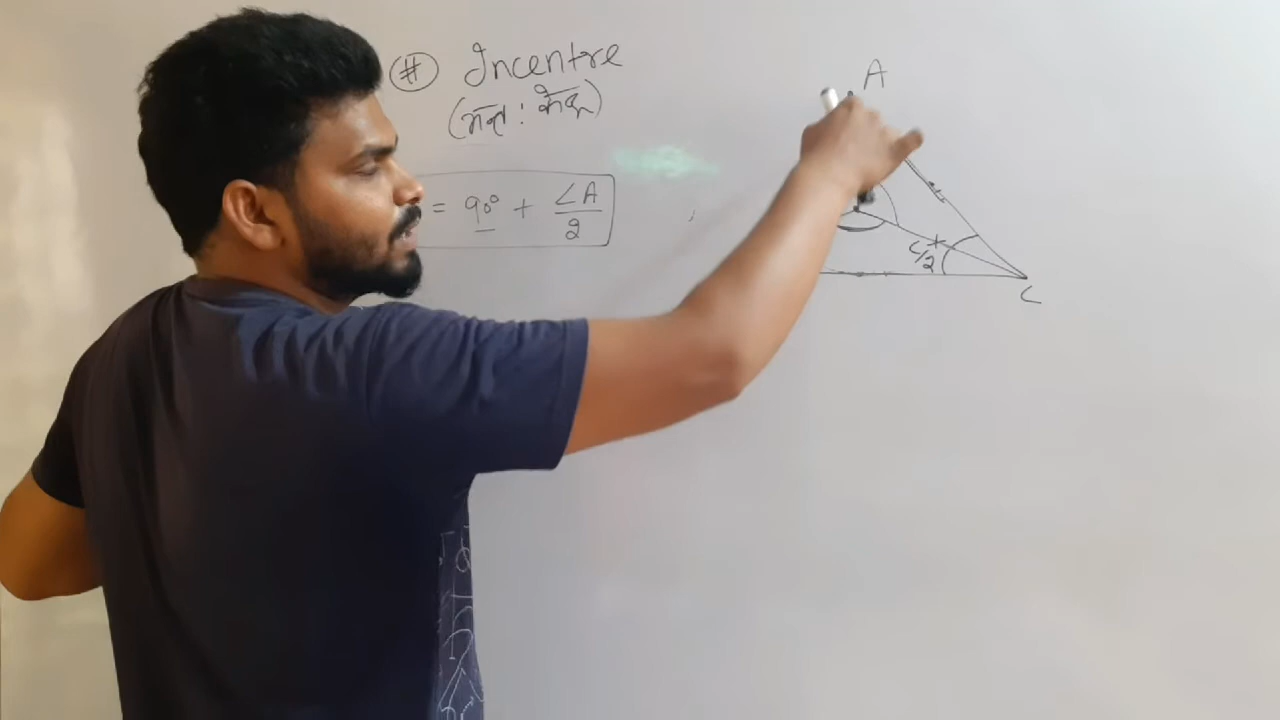 # Incentre
(अन्त: केन्द्र)
= 90° + ∠A/2
A
C/2
C